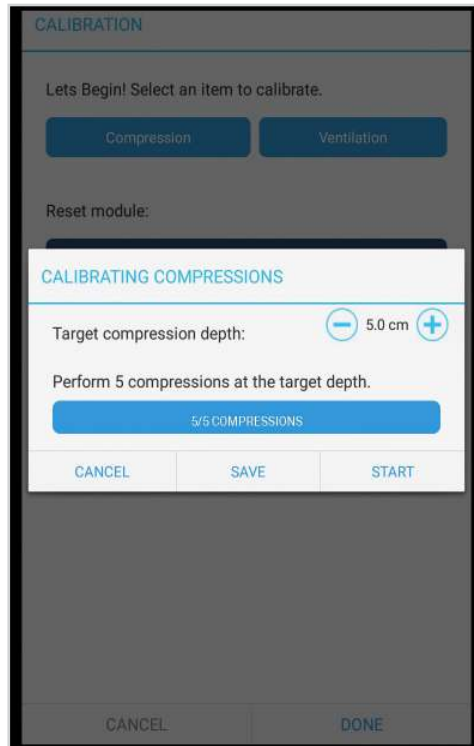 CALIBRATION
Lets Begin! Select an item to calibrate.
Compression Ventilation
Reset module:
CALIBRATING COMPRESSIONS
Target compression depth: 5.0 cm
Perform 5 compressions at the target depth.
5/5 COMPRESSIONS
CANCEL SAVE START
CANCEL DONE